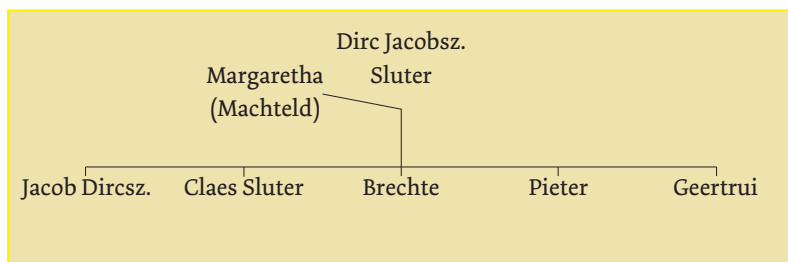 Dirc Jacobsz.
Sluter
Margaretha
(Machteld)
Jacob Dircsz.
Claes Sluter
Brechte
Pieter
Geertrui